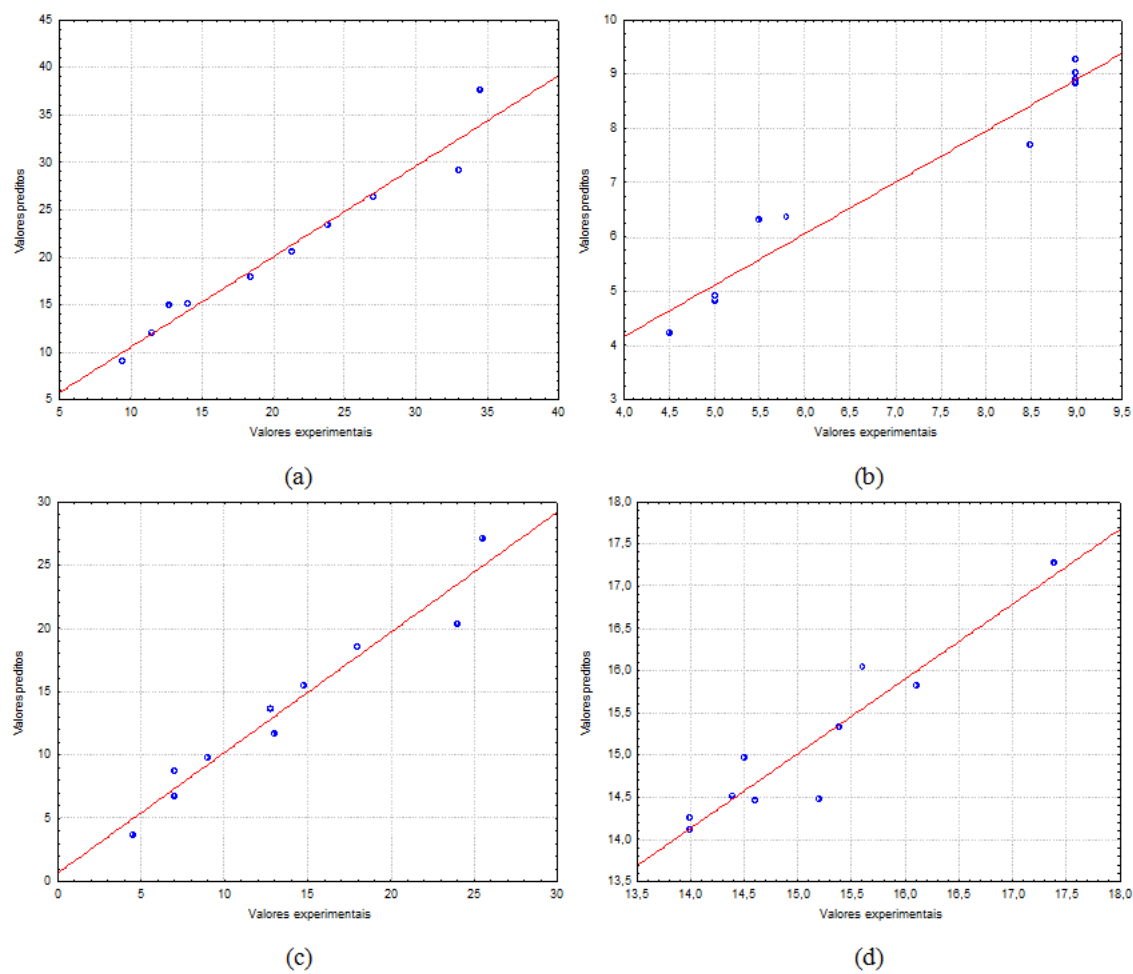 45
40
35
30
25
20
15
10
5
Valores preditos
5 10 15 20 25 30 35 40
Valores experimentais
(a)
10
9
8
7
6
5
4
3
Valores preditos
4,0 4,5 5,0 5,5 6,0 6,5 7,0 7,5 8,0 8,5 9,0 9,5
Valores experimentais
(b)
30
25
20
15
10
5
0
Valores preditos
0 5 10 15 20 25 30
Valores experimentais
(c)
18,0
17,5
17,0
16,5
16,0
15,5
15,0
14,5
14,0
13,5
Valores preditos
13,5 14,0 14,5 15,0 15,5 16,0 16,5 17,0 17,5 18,0
Valores experimentais
(d)